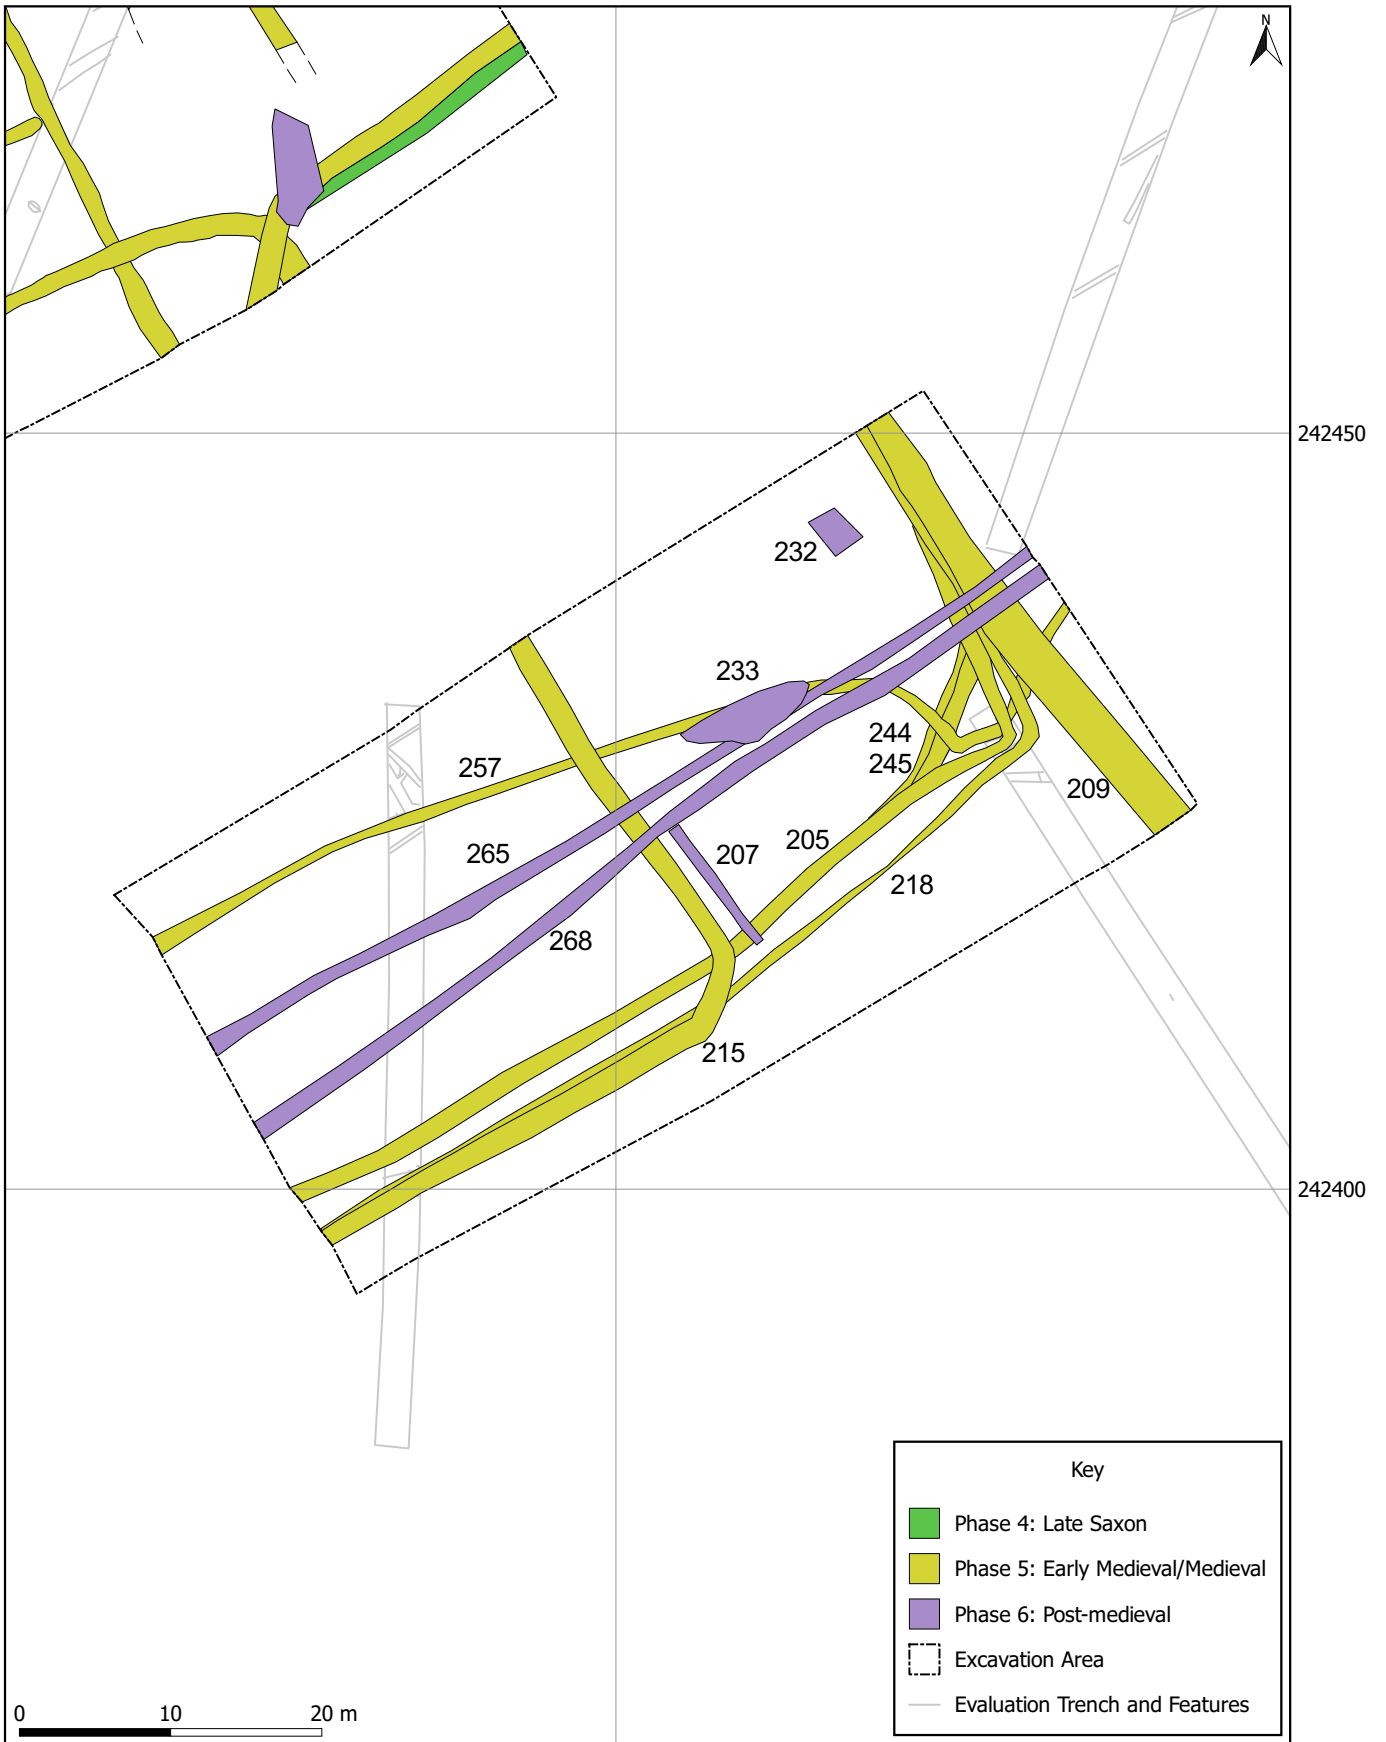 N
242450
232
233
244
257
245
209
265
207
205
218
268
215
242400
Key
Phase 4: Late Saxon
Phase 5: Early Medieval/Medieval
Phase 6: Post-medieval
Excavation Area
Evaluation Trench and Features
0 10 20 m